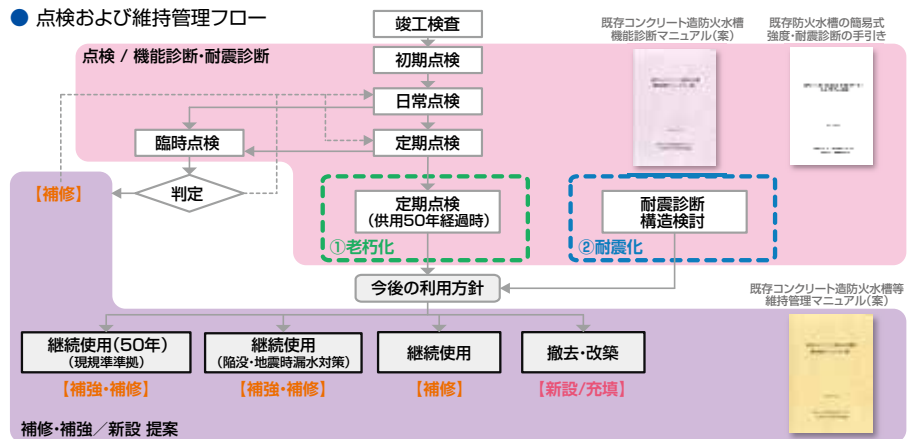 ● 点検および維持管理フロー
竣工検査
点検 / 機能診断・耐震診断
初期点検
既存コンクリート造防火水槽
機能診断マニュアル(案)
既存防火水槽の簡易式
強度・耐震診断の手引き
日常点検
臨時点検
定期点検
【補修】
判定
定期点検
(供用50年経過時)
①老朽化
耐震診断
構造検討
②耐震化
今後の利用方針
既存コンクリート造防火水槽等
維持管理マニュアル(案)
継続使用(50年)
(現規準準拠)
継続使用
(陥没・地震時漏水対策)
継続使用
撤去・改築
【補強・補修】
【補強・補修】
【補修】
【新設/充填】
補修・補強/新設 提案